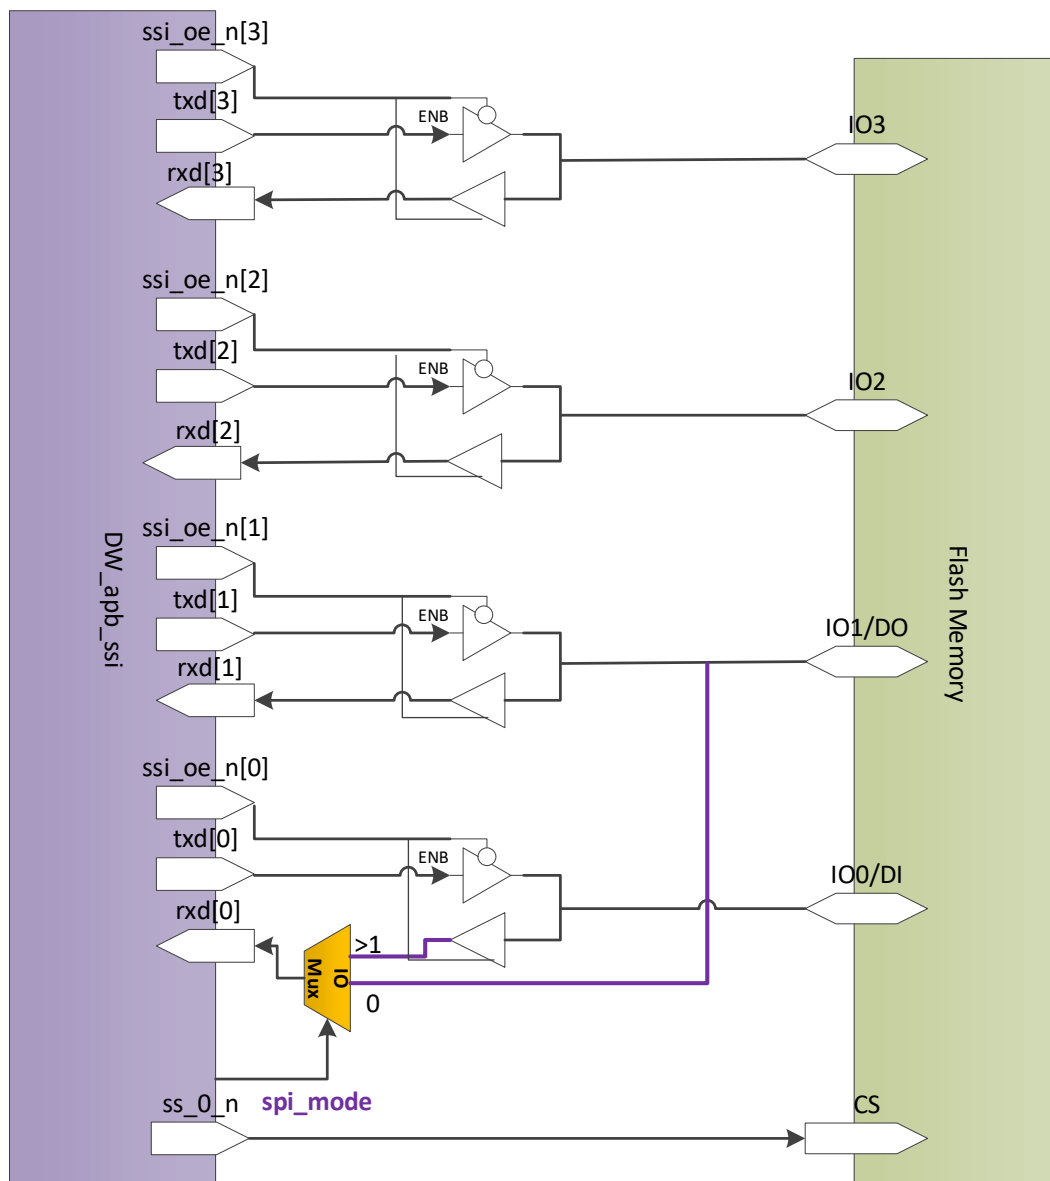 ssi_oe_n[3]
txd[3]
ENB
IO3
rxd[3]
ssi_oe_n[2]
txd[2]
ENB
IO2
rxd[2]
DW_apb_ssi
ssi_oe_n[1]
txd[1]
ENB
IO1/DO
rxd[1]
Flash Memory
ssi_oe_n[0]
txd[0]
ENB
IO0/DI
rxd[0]
>1
IO
Mux
0
spi_mode
ss_0_n
CS